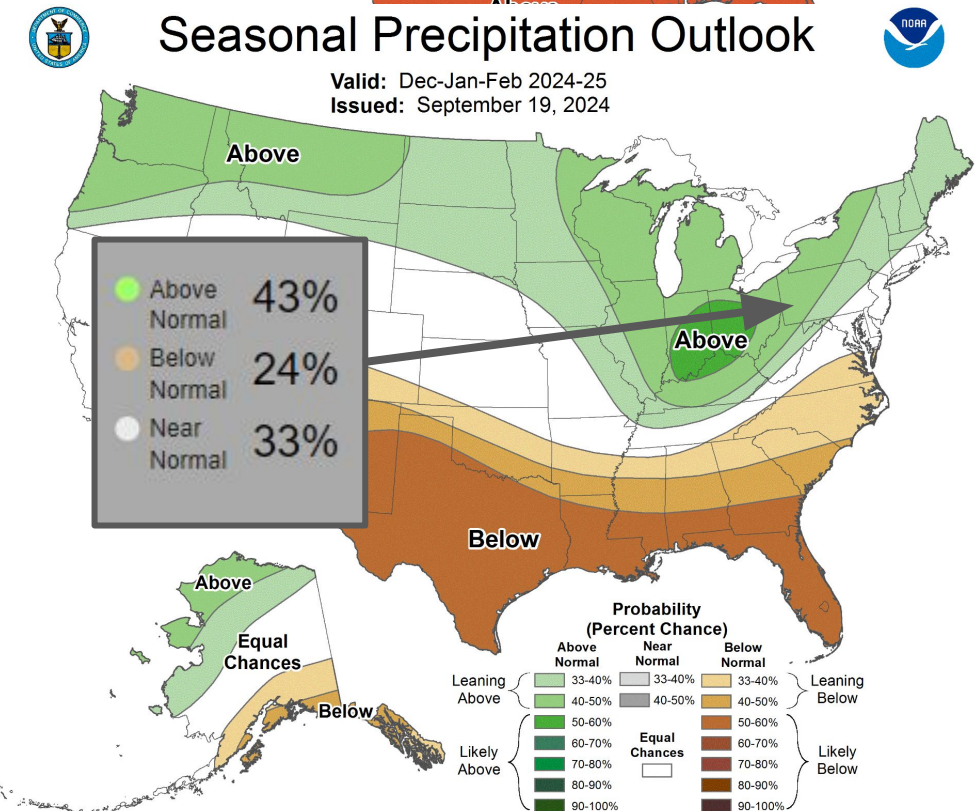 Above
NOAA
Seasonal Precipitation Outlook
Valid: Dec-Jan-Feb 2024-25
Issued: September 19, 2024
Above
Above Normal 43%
Below Normal 24%
Near Normal 33%
Above
Below
Above
Equal
Chances
Below
Probability
(Percent Chance)
Above Normal
Near Normal
Below Normal
Leaning Above
33-40%
33-40%
33-40%
Leaning Below
40-50%
40-50%
40-50%
Likely Above
50-60%
60-70%
70-80%
80-90%
90-100%
Equal Chances
50-60%
60-70%
70-80%
80-90%
90-100%
Likely Below